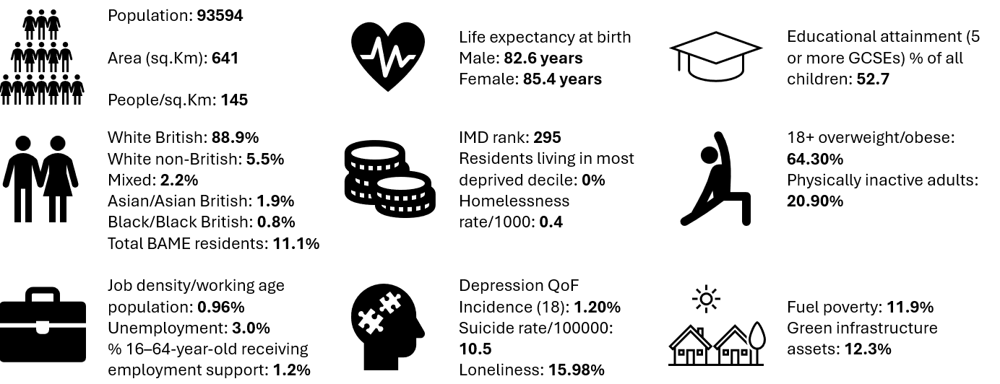 Population: 93594
Area (sq.Km): 641
People/sq.Km: 145
Life expectancy at birth
Male: 82.6 years
Female: 85.4 years
Educational attainment (5
or more GCSEs) % of all
children: 52.7
White British: 88.9%
White non-British: 5.5%
Mixed: 2.2%
Asian/Asian British: 1.9%
Black/Black British: 0.8%
Total BAME residents: 11.1%
IMD rank: 295
Residents living in most
deprived decile: 0%
Homelessness
rate/1000: 0.4
18+ overweight/obese:
64.30%
Physically inactive adults:
20.90%
Job density/working age
population: 0.96%
Unemployment: 3.0%
% 16–64-year-old receiving
employment support: 1.2%
Depression QoF
Incidence (18): 1.20%
Suicide rate/100000:
10.5
Loneliness: 15.98%
Fuel poverty: 11.9%
Green infrastructure
assets: 12.3%